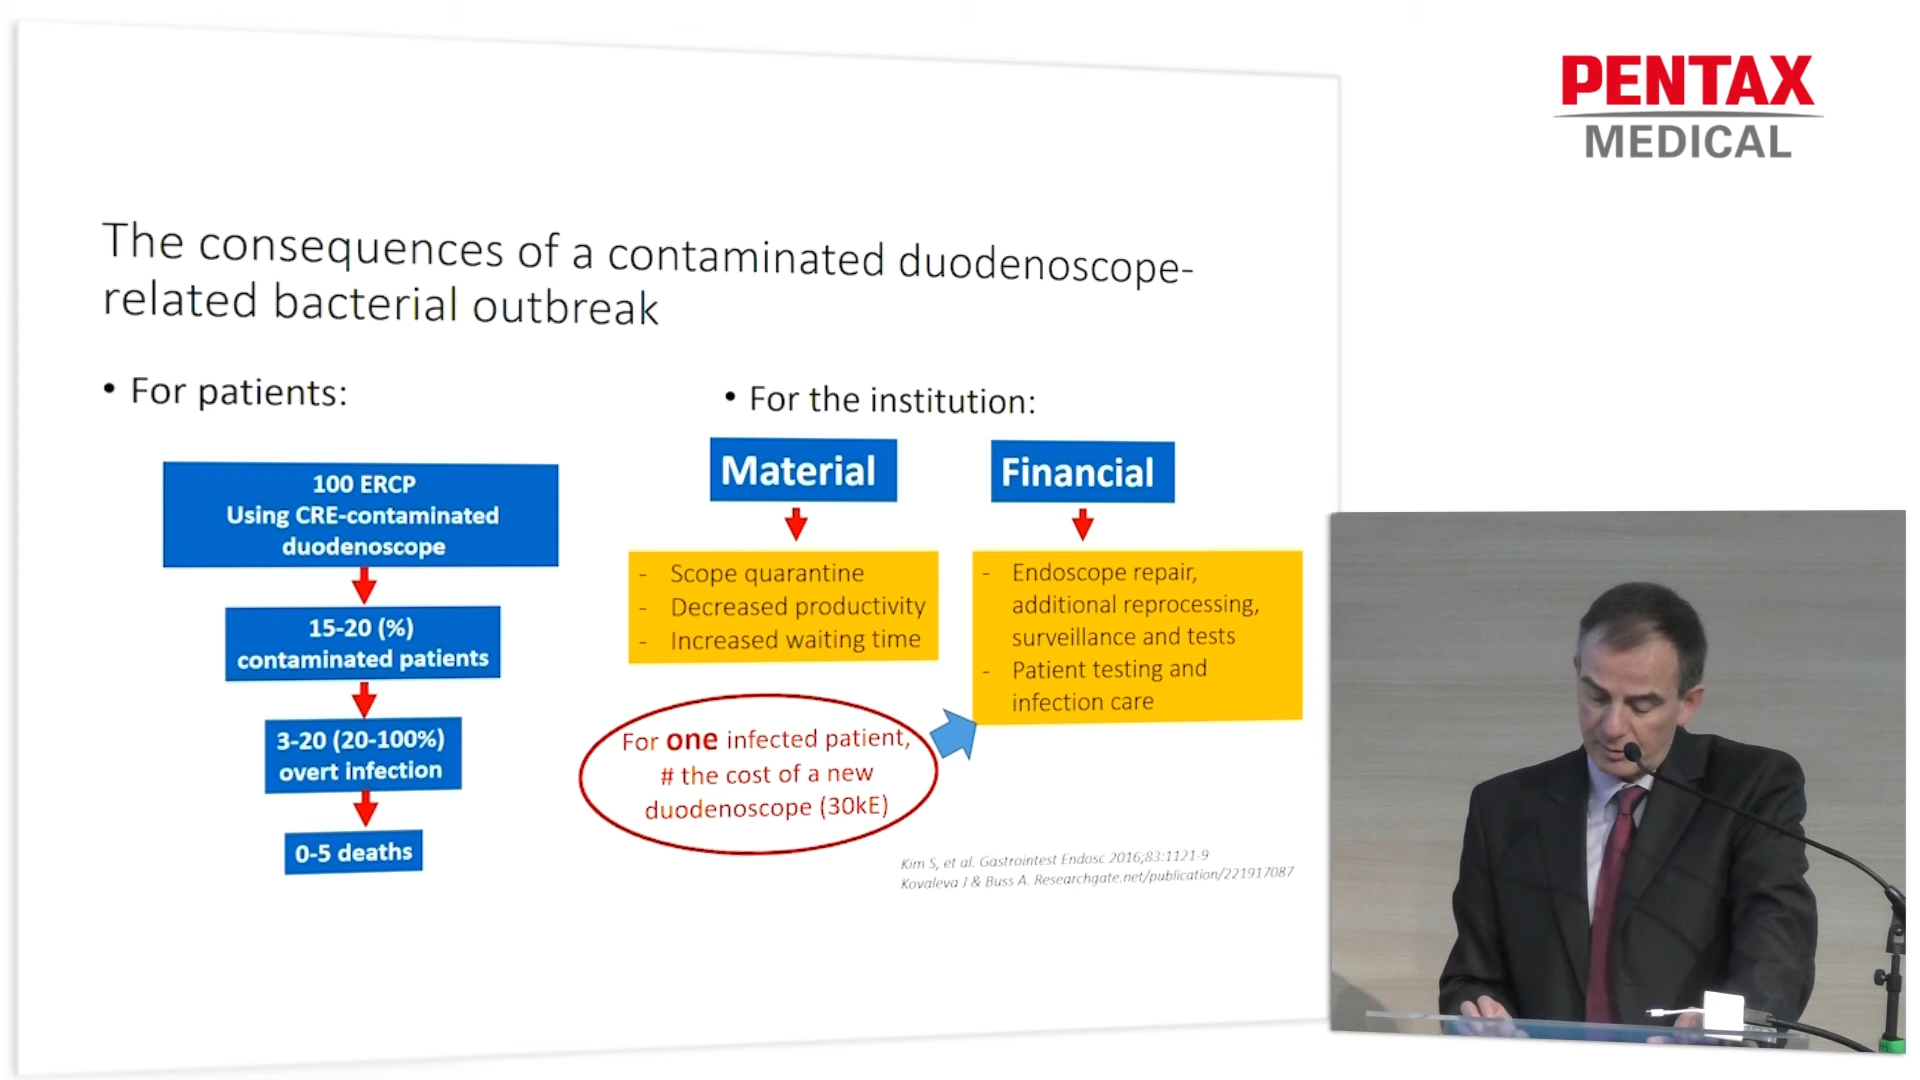 PENTAX
MEDICAL
The consequences of a contaminated duodenoscope-
related bacterial outbreak
• For patients:
100 ERCP
Using CRE-contaminated
duodenoscope
15-20 (%)
contaminated patients
3-20 (20-100%)
overt infection
0-5 deaths
• For the institution:
Material
- Scope quarantine
- Decreased productivity
- Increased waiting time
Financial
- Endoscope repair,
additional reprocessing,
surveillance and tests
- Patient testing and
infection care
For one infected patient,
# the cost of a new
duodenoscope (30kE)
Kim S, et al. Gastrointest Endosc 2016;83:1121-9
Kovaleva J & Buss A. Researchgate.net/publication/221917087